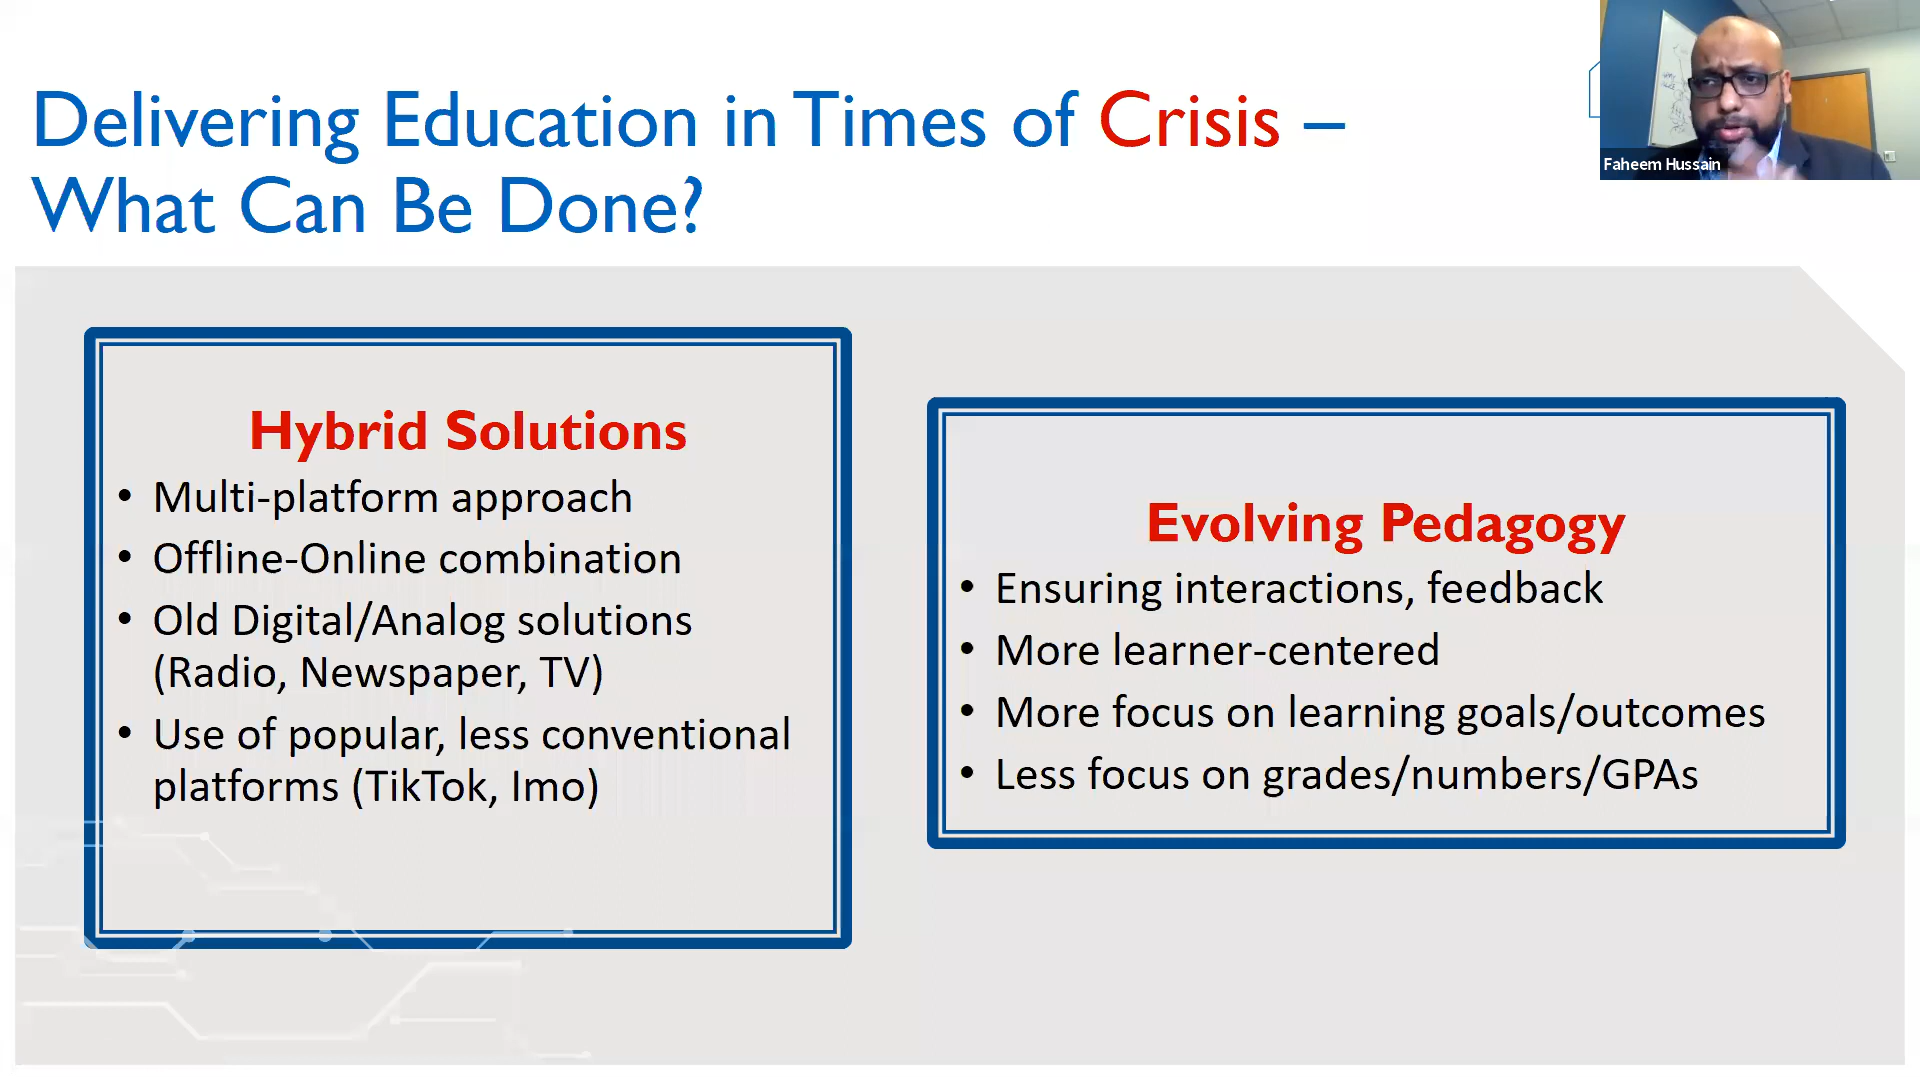 Delivering Education in Times of Crisis –
What Can Be Done?
Faheem Hussain
Hybrid Solutions
• Multi-platform approach
• Offline-Online combination
• Old Digital/Analog solutions
(Radio, Newspaper, TV)
• Use of popular, less conventional
platforms (TikTok, Imo)
Evolving Pedagogy
• Ensuring interactions, feedback
• More learner-centered
• More focus on learning goals/outcomes
• Less focus on grades/numbers/GPAs